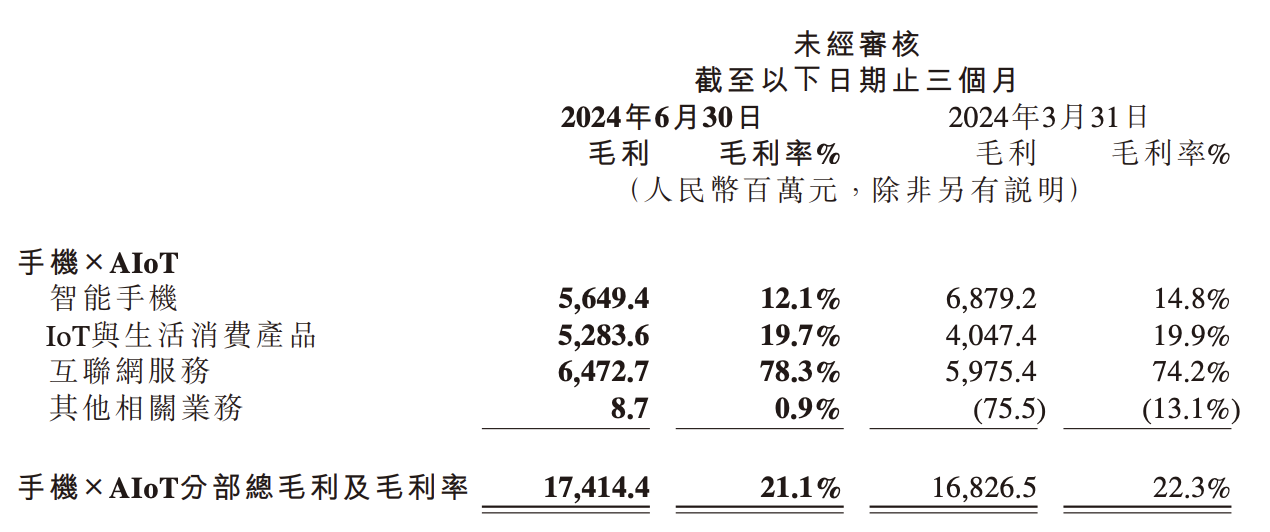 未經審核
截至以下日期止三個月
2024年6月30日 2024年3月31日
毛利 毛利率% 毛利 毛利率%
（人民幣百萬元，除非另有說明）
手機×AIoT
智能手機 5,649.4 12.1% 6,879.2 14.8%
IoT與生活消費產品 5,283.6 19.7% 4,047.4 19.9%
互聯網服務 6,472.7 78.3% 5,975.4 74.2%
其他相關業務 8.7 0.9% (75.5) (13.1%)
手機×AIoT分部總毛利及毛利率 17,414.4 21.1% 16,826.5 22.3%